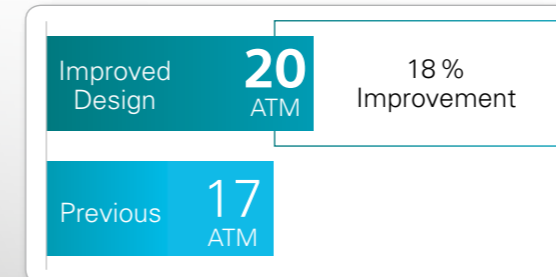 Improved
Design
20
ATM
18 %
Improvement
Previous
17
ATM